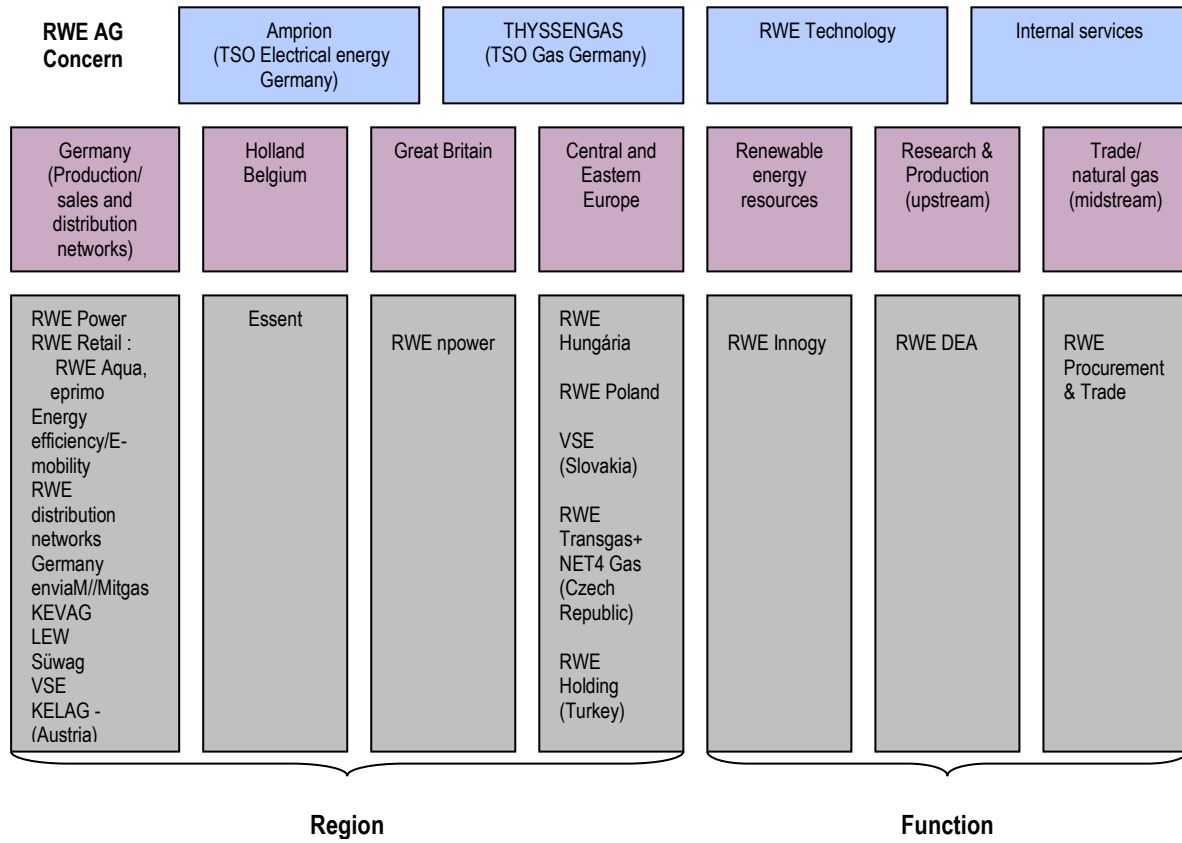 RWE AG
Concern
Amprion
(TSO Electrical energy
Germany)
THYSSENGAS
(TSO Gas Germany)
RWE Technology
Internal services
Germany
(Production/
sales and
distribution
networks)
Holland
Belgium
Great Britain
Central and
Eastern
Europe
Renewable
energy
resources
Research &
Production
(upstream)
Trade/
natural gas
(midstream)
RWE Power
RWE Retail :
RWE Aqua,
eprimo
Energy
efficiency/E-
mobility
RWE
distribution
networks
Germany
enviaM//Mitgas
KEVAG
LEW
Süwag
VSE
KELAG -
(Austria)
Essent
RWE npower
RWE
Hungária
RWE Poland
VSE
(Slovakia)
RWE
Transgas+
NET4 Gas
(Czech
Republic)
RWE
Holding
(Turkey)
RWE Innogy
RWE DEA
RWE
Procurement
& Trade
Region
Function